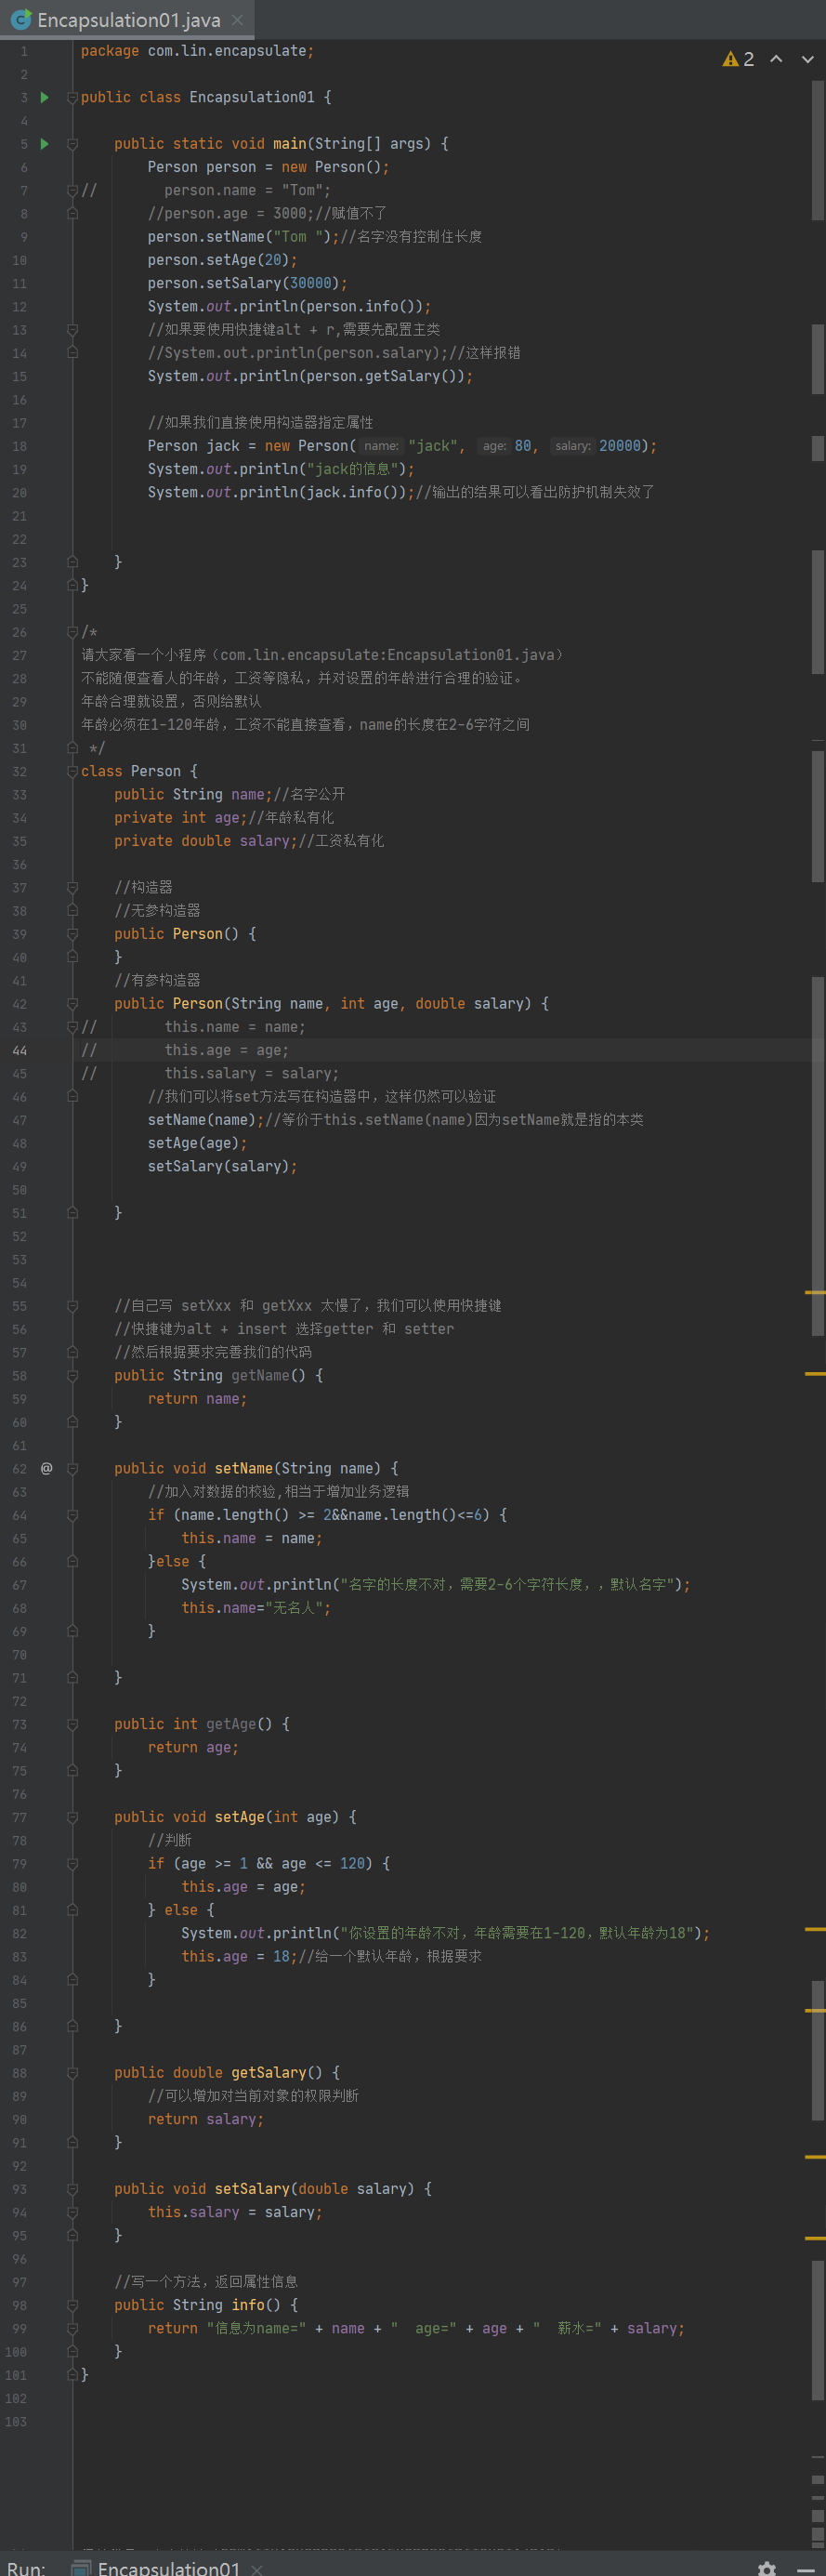 Encapsulation01.java
2
1 package com.lin.encapsulate;
2
3 public class Encapsulation01 {
4
5     public static void main(String[] args) {
6         Person person = new Person();
7 //        person.name = "Tom";
8         //person.age = 3000;//赋值不了
9         person.setName("Tom ");//名字没有控制住长度
10         person.setAge(20);
11         person.setSalary(30000);
12         System.out.println(person.info());
13         //如果要使用快捷键alt + r,需要先配置主类
14         //System.out.println(person.salary);//这样报错
15         System.out.println(person.getSalary());
16
17         //如果我们直接使用构造器指定属性
18         Person jack = new Person( name: "jack", age: 80, salary: 20000);
19         System.out.println("jack的信息");
20         System.out.println(jack.info());//输出的结果可以看出防护机制失效了
21
22
23     }
24 }
25
26 /*
27 请大家看一个小程序（com.lin.encapsulate:Encapsulation01.java）
28 不能随便查看人的年龄，工资等隐私，并对设置的年龄进行合理的验证。
29 年龄合理就设置，否则给默认
30 年龄必须在1-120年龄，工资不能直接查看，name的长度在2-6字符之间
31  */
32 class Person {
33     public String name;//名字公开
34     private int age;//年龄私有化
35     private double salary;//工资私有化
36
37     //构造器
38     //无参构造器
39     public Person() {
40     }
41     //有参构造器
42     public Person(String name, int age, double salary) {
43 //        this.name = name;
44 //        this.age = age;
45 //        this.salary = salary;
46         //我们可以将set方法写在构造器中，这样仍然可以验证
47         setName(name);//等价于this.setName(name)因为setName就是指的本类
48         setAge(age);
49         setSalary(salary);
50
51     }
52
53
54
55     //自己写 setXxx 和 getXxx 太慢了，我们可以使用快捷键
56     //快捷键为alt + insert 选择getter 和 setter
57     //然后根据要求完善我们的代码
58     public String getName() {
59         return name;
60     }
61
62 @     public void setName(String name) {
63         //加入对数据的校验,相当于增加业务逻辑
64         if (name.length() >= 2&&name.length()<=6) {
65             this.name = name;
66         }else {
67             System.out.println("名字的长度不对，需要2-6个字符长度，，默认名字");
68             this.name="无名人";
69         }
70
71     }
72
73     public int getAge() {
74         return age;
75     }
76
77     public void setAge(int age) {
78         //判断
79         if (age >= 1 && age <= 120) {
80             this.age = age;
81         } else {
82             System.out.println("你设置的年龄不对，年龄需要在1-120，默认年龄为18");
83             this.age = 18;//给一个默认年龄，根据要求
84         }
85
86     }
87
88     public double getSalary() {
89         //可以增加对当前对象的权限判断
90         return salary;
91     }
92
93     public void setSalary(double salary) {
94         this.salary = salary;
95     }
96
97     //写一个方法，返回属性信息
98     public String info() {
99         return "信息为name=" + name + "  age=" + age + "  薪水=" + salary;
100     }
101 }
102
103
Run: Encapsulation01